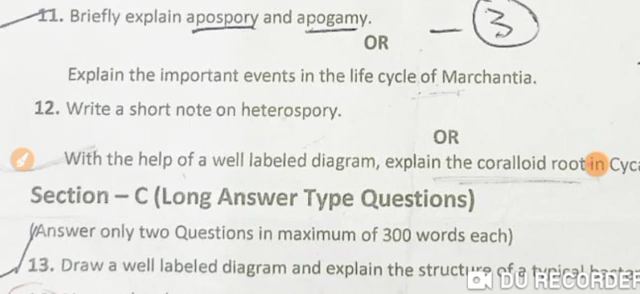 11. Briefly explain apospory and apogamy.
OR
— 3
Explain the important events in the life cycle of Marchantia.
12. Write a short note on heterospory.
OR
With the help of a well labeled diagram, explain the coralloid root in Cyca
Section – C (Long Answer Type Questions)
(Answer only two Questions in maximum of 300 words each)
13. Draw a well labeled diagram and explain the structure of a typical
DU RECORDER